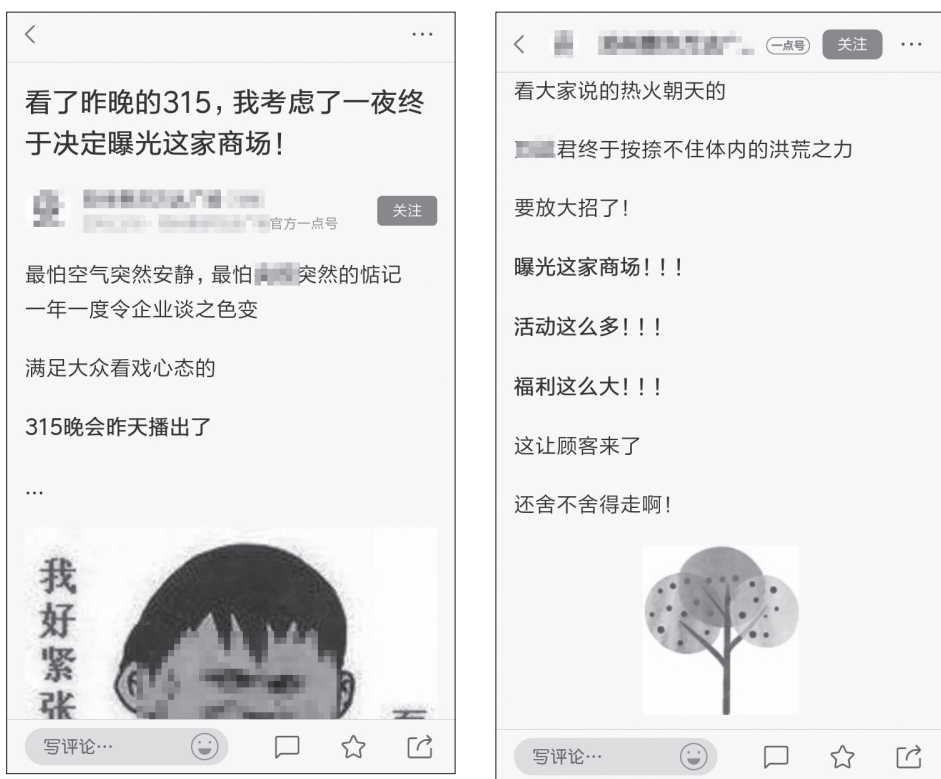 看了昨晚的315，我考虑了一夜终
于决定曝光这家商场！
官方一点号
关注
最怕空气突然安静，最怕突然的惦记
一年一度令企业谈之色变
满足大众看戏心态的
315晚会昨天播出了
...
我好紧张
写评论…
一点号
关注
看大家说的热火朝天的
君终于按捺不住体内的洪荒之力
要放大招了！
曝光这家商场！！！
活动这么多！！！
福利这么大！！！
这让顾客来了
还舍不舍得走啊！
写评论…